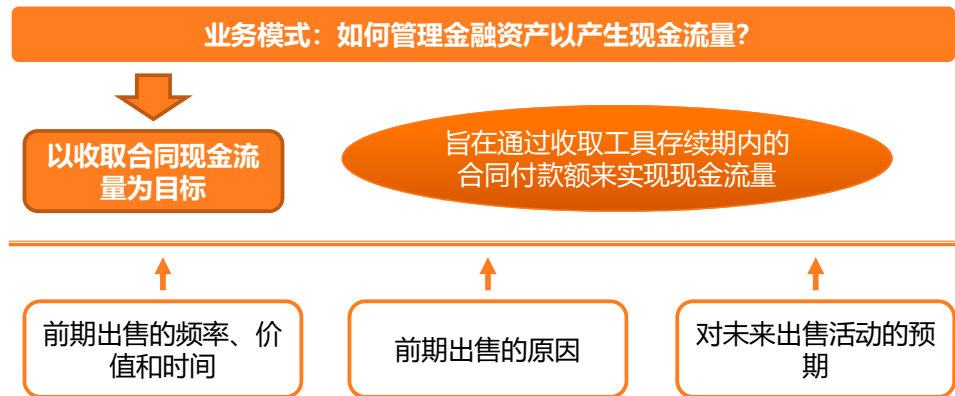 业务模式：如何管理金融资产以产生现金流量？
以收取合同现金流
量为目标
旨在通过收取工具存续期内的
合同付款额来实现现金流量
前期出售的频率、价
值和时间
前期出售的原因
对未来出售活动的预
期